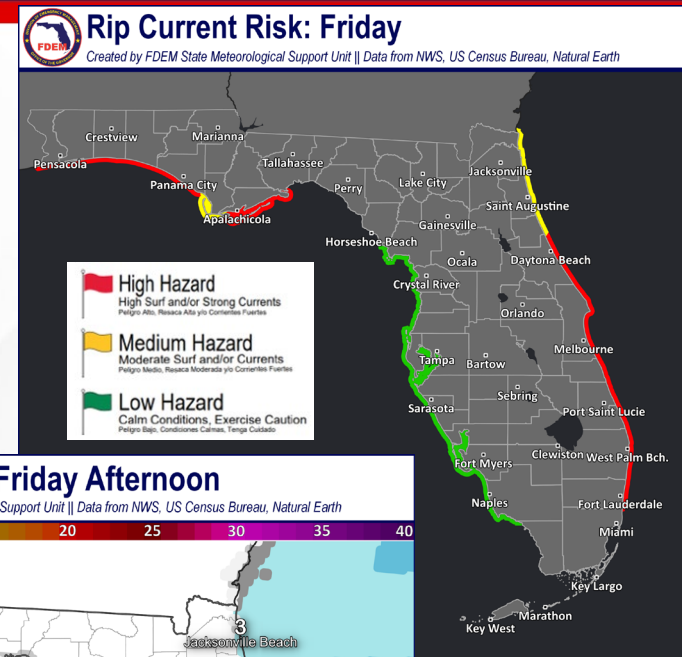 FDEM
Rip Current Risk: Friday
Created by FDEM State Meteorological Support Unit || Data from NWS, US Census Bureau, Natural Earth
Crestview
Marianna
Pensacola
Tallahassee
Jacksonville
Panama City
Perry
Lake City
Apalachicola
Saint Augustine
Gainesville
Horseshoe Beach
Ocala
Daytona Beach
Crystal River
High Hazard
High Surf and/or Strong Currents
Peligro Alto, Resaca Alta y/o Corrientes Fuertes
Medium Hazard
Moderate Surf and/or Currents
Peligro Medio, Resaca Moderada y/o Corrientes Fuertes
Low Hazard
Calm Conditions, Exercise Caution
Peligro Bajo, Condiciones Calmas, Tenga Cuidado
Orlando
Melbourne
Tampa
Bartow
Sebring
Sarasota
Port Saint Lucie
Clewiston
West Palm Bch.
Fort Myers
Naples
Fort Lauderdale
Miami
Key Largo
Marathon
Key West
Friday Afternoon
Support Unit || Data from NWS, US Census Bureau, Natural Earth
20 25 30 35 40
3
Jacksonville Beach